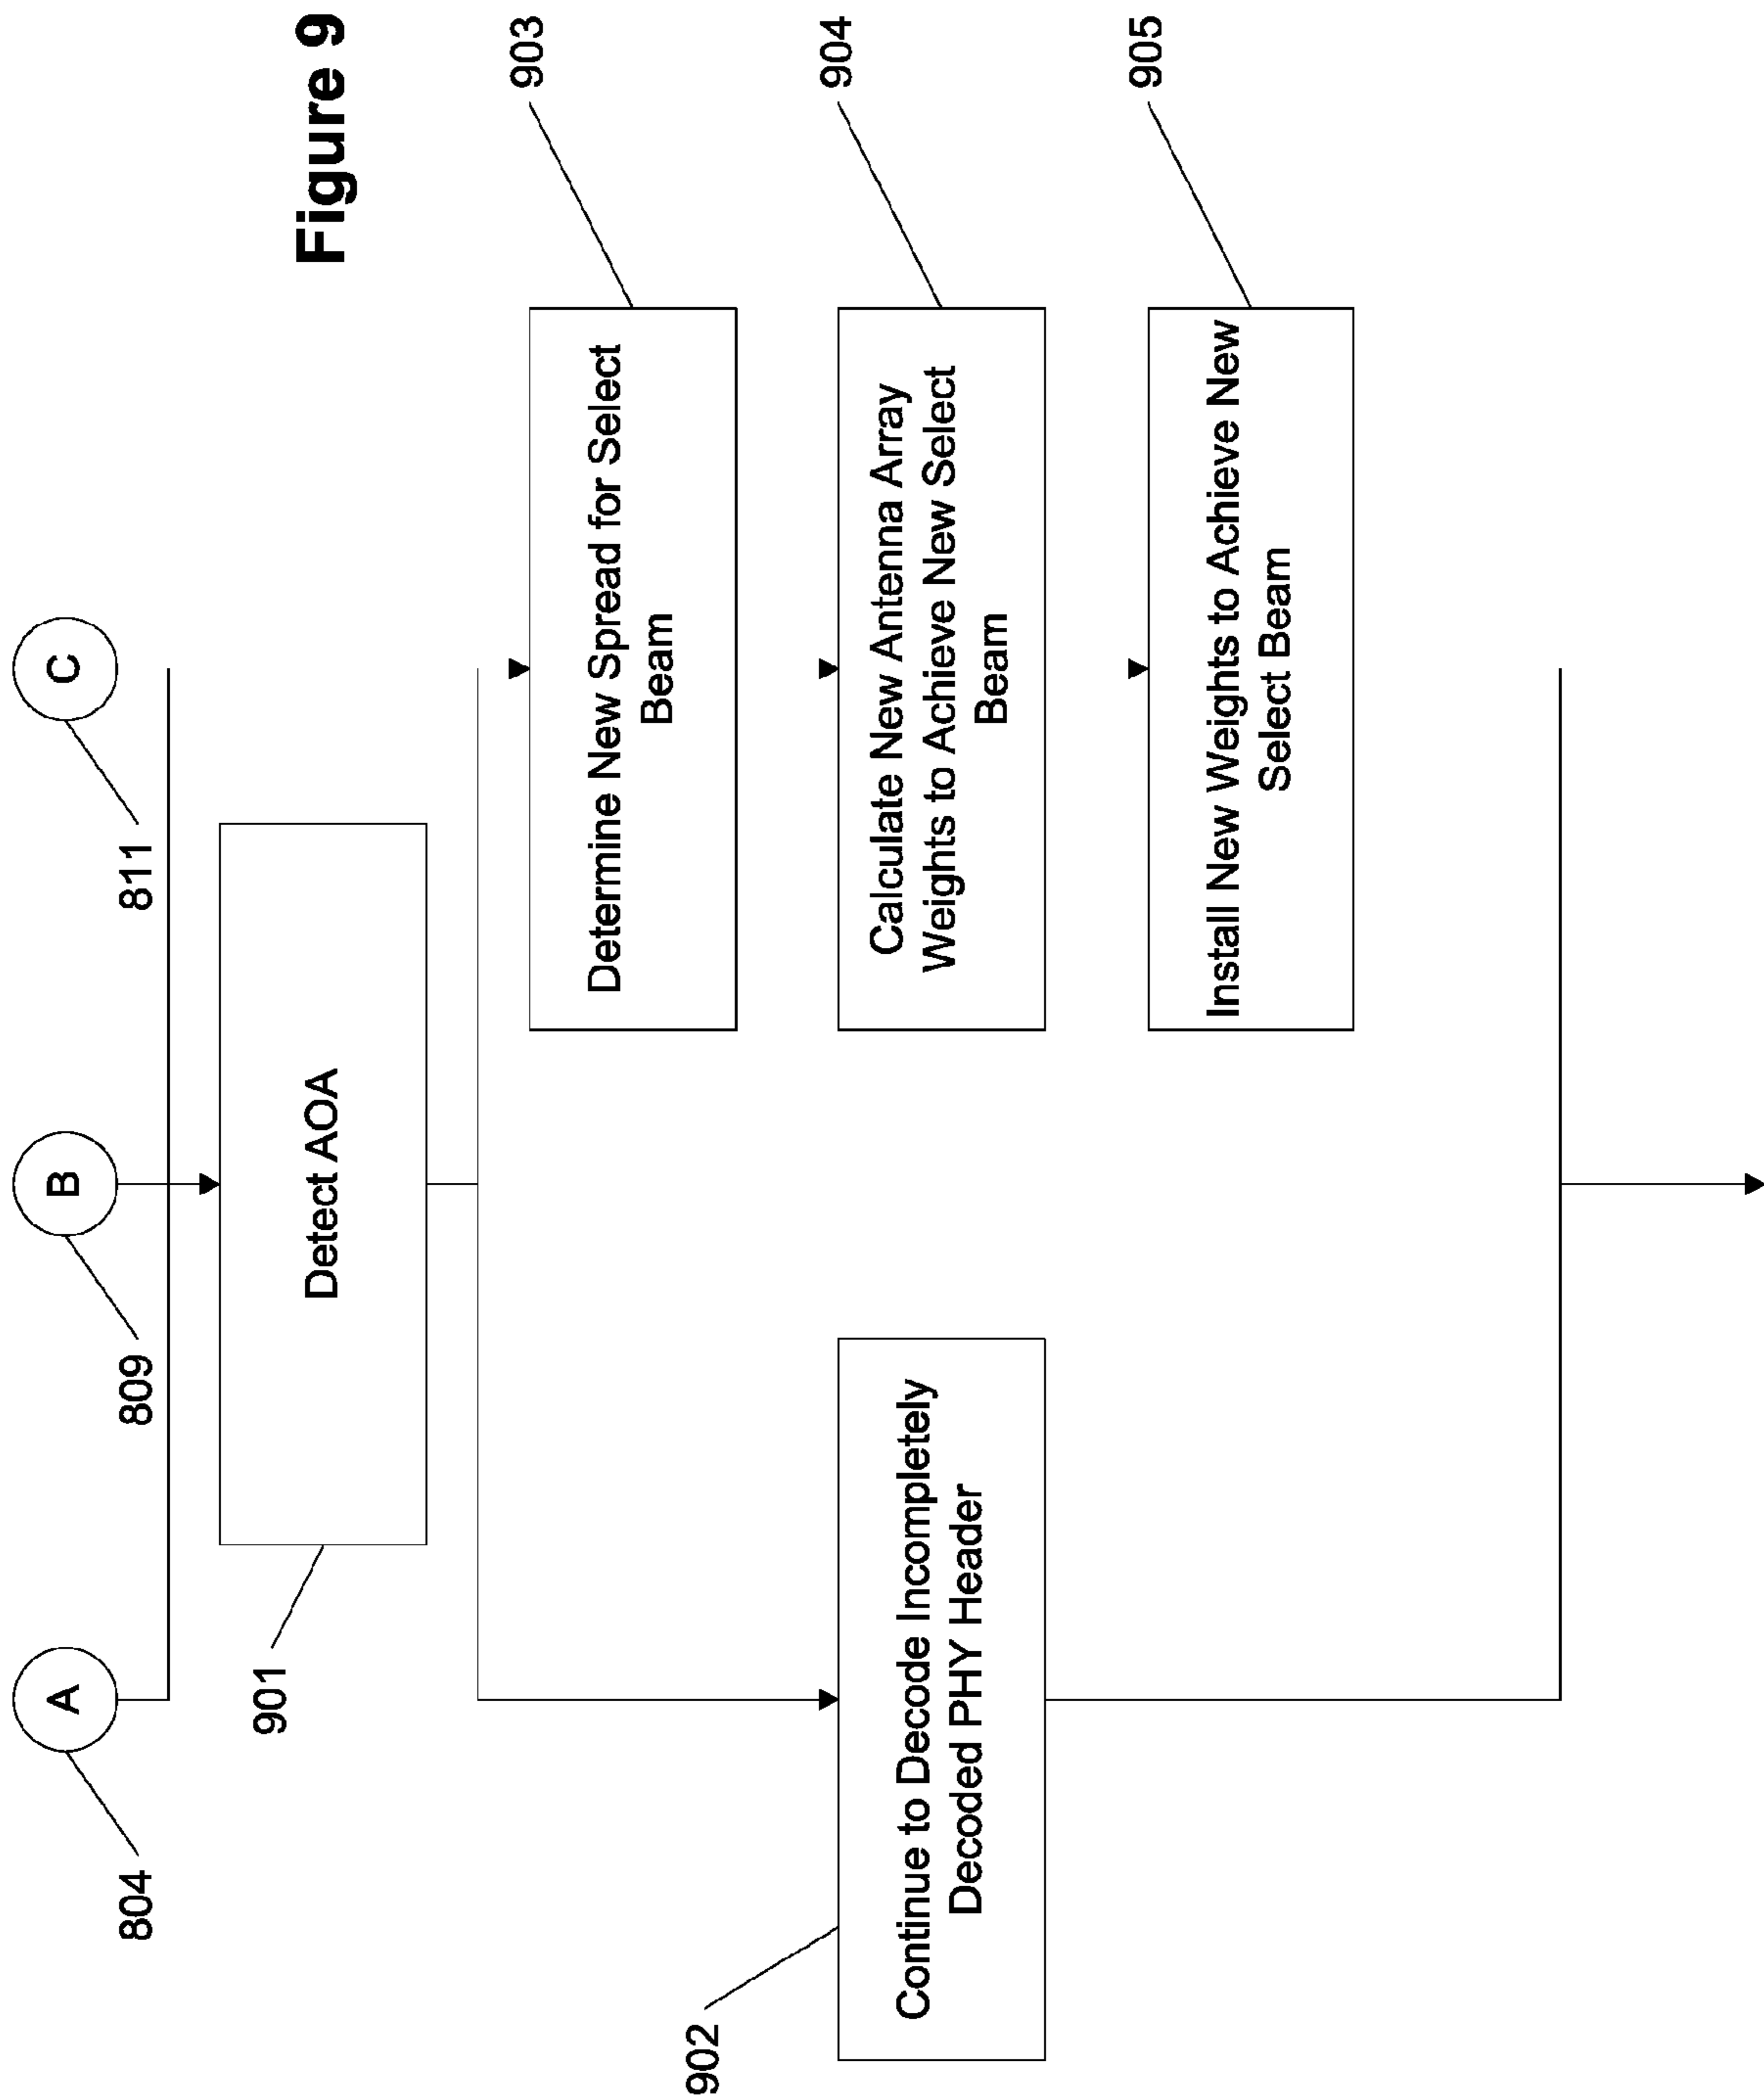 Figure 9
A
B
C
804
809
811
Detect AOA
901
Continue to Decode Incompletely
Decoded PHY Header
902
Determine New Spread for Select
Beam
903
Calculate New Antenna Array
Weights to Achieve New Select
Beam
904
Install New Weights to Achieve New
Select Beam
905